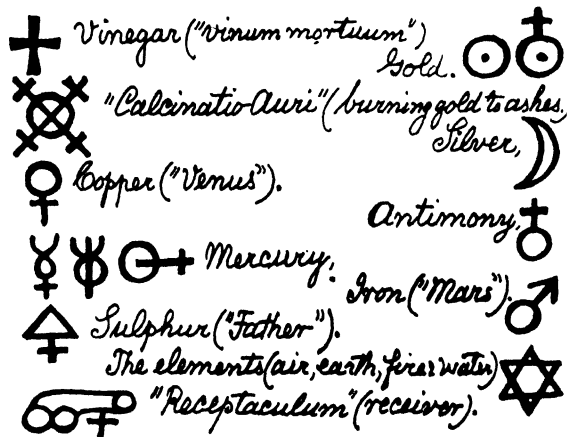 Vinegar ("vinum mortuum")
Gold.
"Calcinatio Auri" (burning gold to ashes,
Silver,
Copper ("Venus").
Antimony,
Mercury;
Iron ("Mars").
Sulphur ("Father").
The elements (air, earth, fire & water)
"Receptaculum" (receiver).